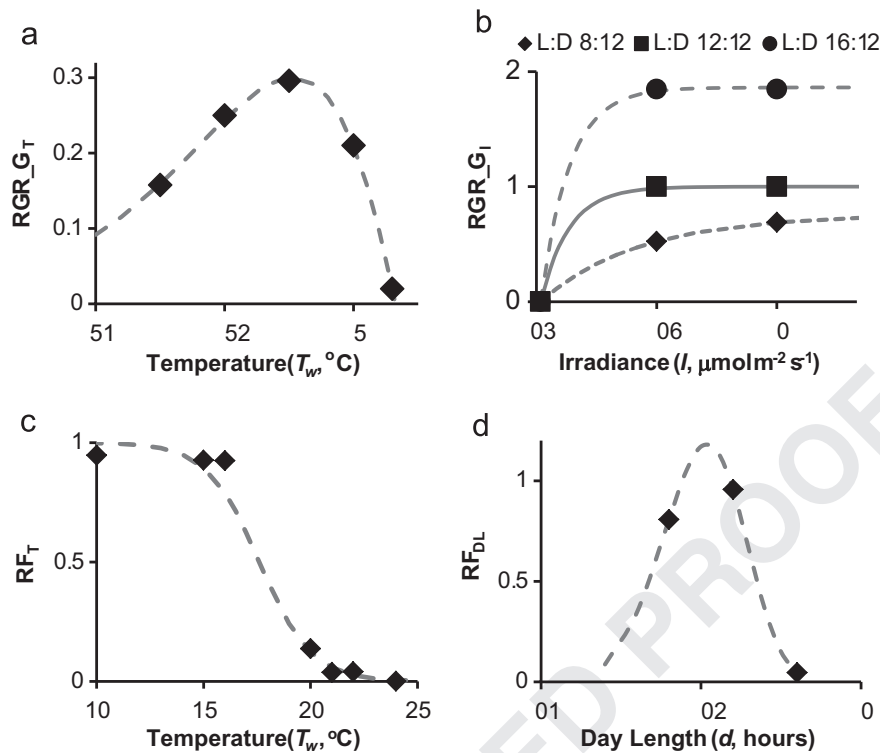 a
0.3
0.2
0.1
0
RGR_G_T
51
52
5
Temperature(T_w, °C)
b
◆ L:D 8:12 ■ L:D 12:12 ● L:D 16:12
2
1
0
RGR_G_I
03
06
0
Irradiance (I, μmolm⁻² s⁻¹)
c
1
0.5
0
RF_T
10
15
20
25
Temperature(T_w, °C)
d
1
0.5
0
RF_DL
01
02
0
Day Length (d, hours)
ED PROOF